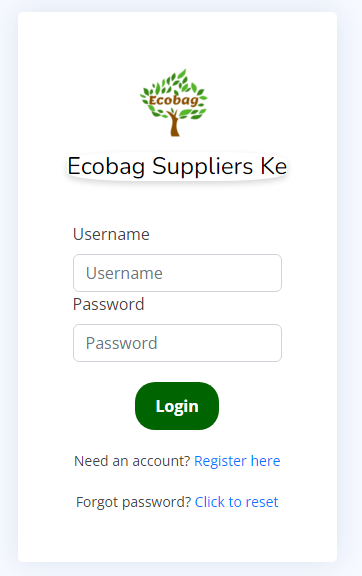 Ecobag
Ecobag Suppliers Ke
Username
Username
Password
Password
Login
Need an account? Register here
Forgot password? Click to reset